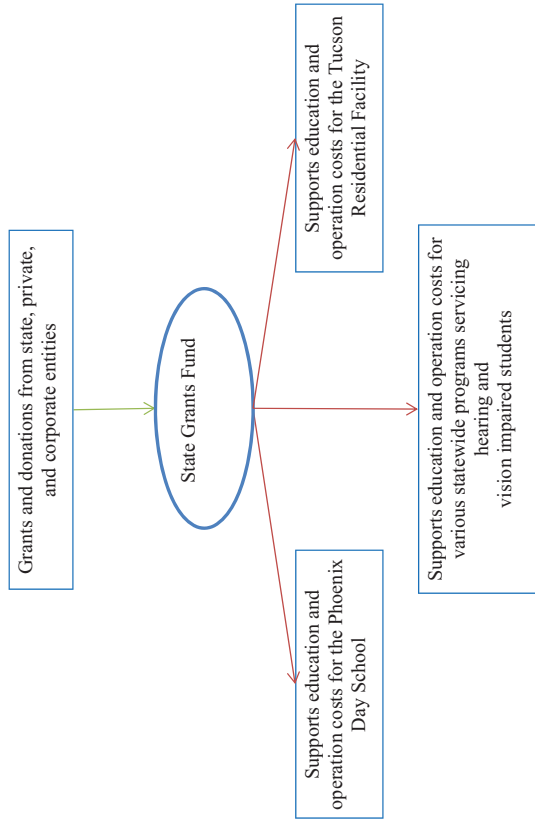 Grants and donations from state, private,
and corporate entities
State Grants Fund
Supports education and
operation costs for the Phoenix
Day School
Supports education and operation costs for
various statewide programs servicing
hearing and
vision impaired students
Supports education and
operation costs for the Tucson
Residential Facility